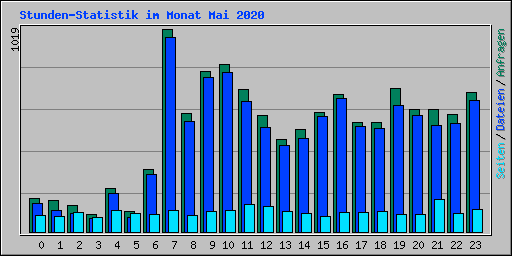 Stunden-Statistik im Monat Mai 2020
1019
Seiten / Dateien / Anfragen
0 1 2 3 4 5 6 7 8 9 10 11 12 13 14 15 16 17 18 19 20 21 22 23